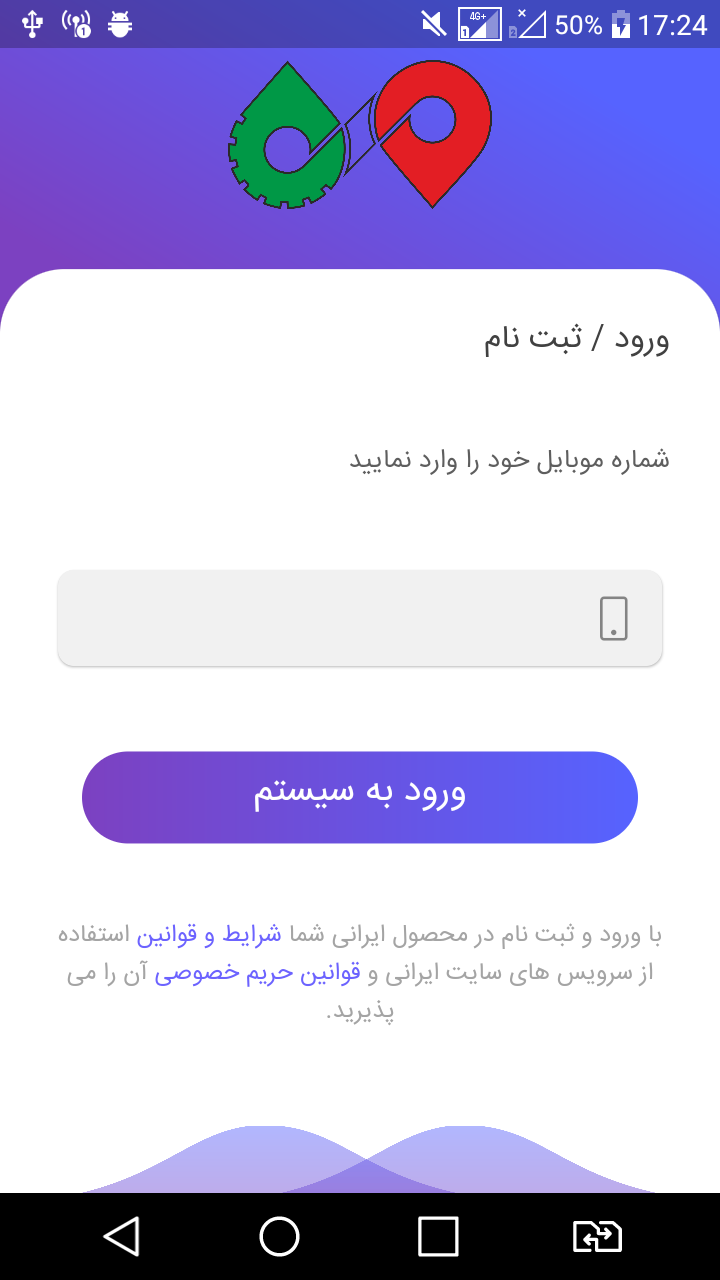 50% 17:24
ورود / ثبت نام
شماره موبایل خود را وارد نمایید
ورود به سیستم
با ورود و ثبت نام در محصول ایرانی شما شرایط و قوانین استفاده
از سرویس های سایت ایرانی و قوانین حریم خصوصی آن را می
پذیرید.